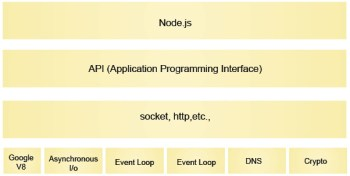 Node.js
API (Application Programming Interface)
socket, http,etc.,
Google
V8
Asynchronous
I/o
Event Loop
Event Loop
DNS
Crypto